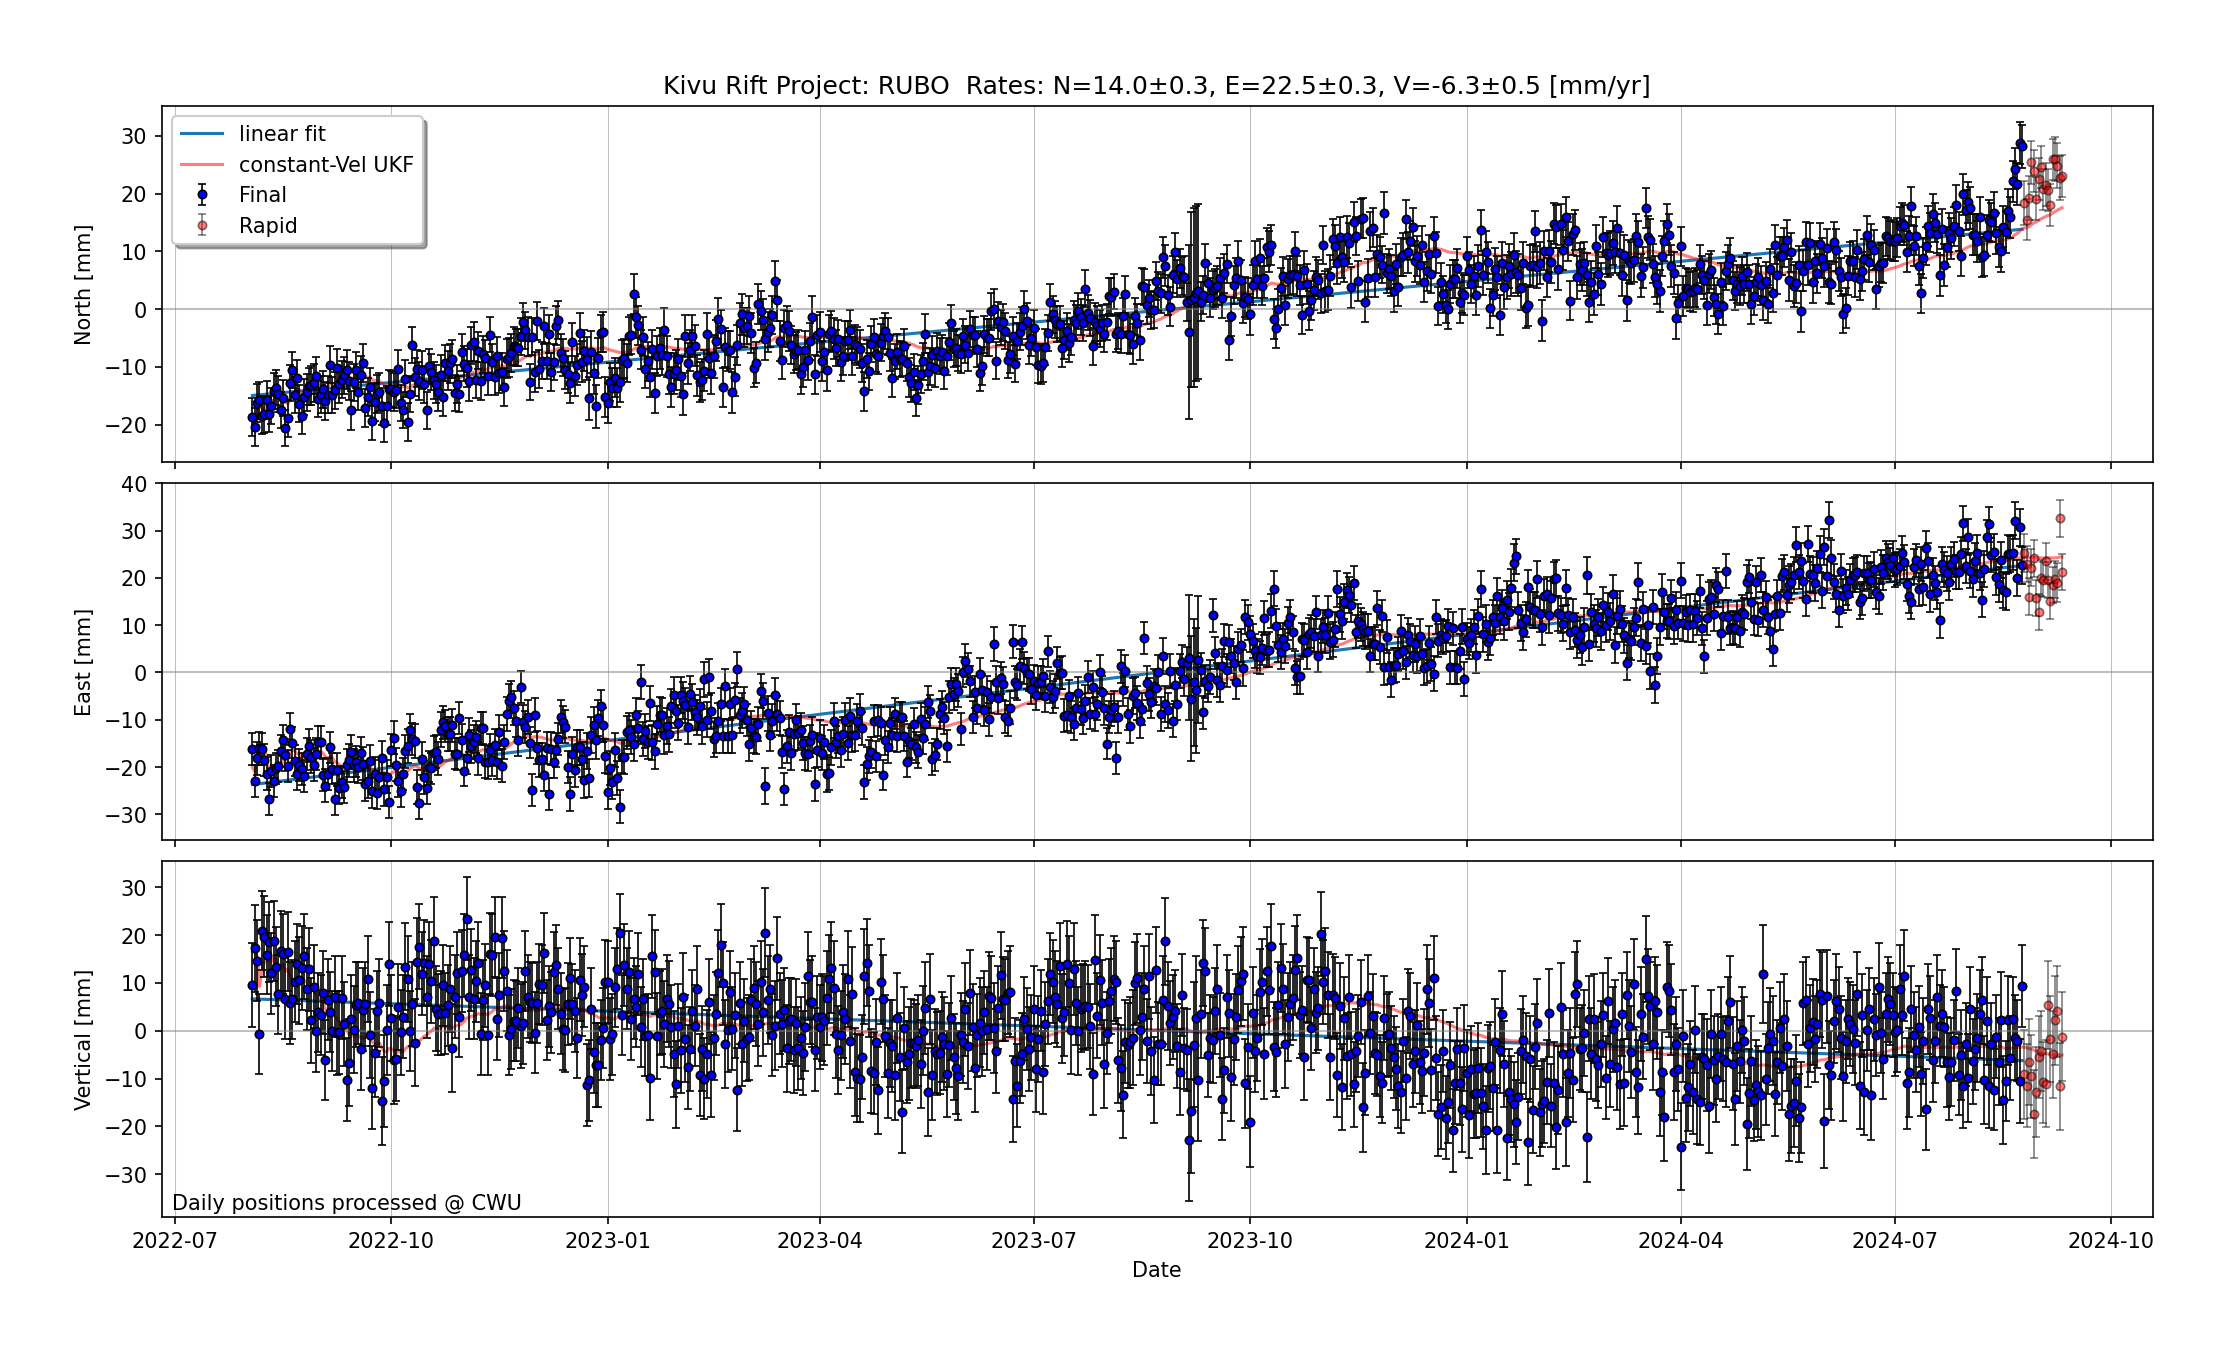 Kivu Rift Project: RUBO  Rates: N=14.0±0.3, E=22.5±0.3, V=-6.3±0.5 [mm/yr]
linear fit
constant-Vel UKF
Final
Rapid
North [mm]
30
20
10
0
−10
−20
East [mm]
40
30
20
10
0
−10
−20
−30
Vertical [mm]
30
20
10
0
−10
−20
−30
Daily positions processed @ CWU
2022-07 2022-10 2023-01 2023-04 2023-07 2023-10 2024-01 2024-04 2024-07 2024-10
Date